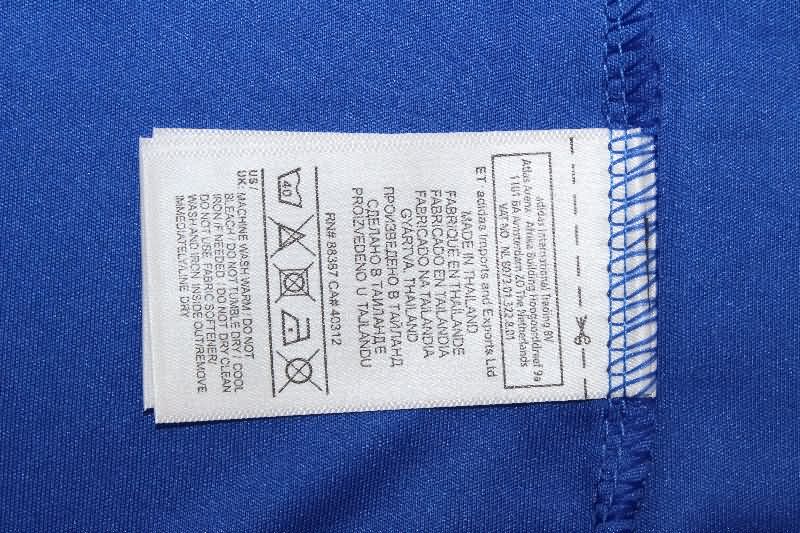 adidas International Trading BV
Atlas Arena, Afrika Building Hoogoorddreef 9a
1101 BA Amsterdam ZO The Netherlands
VAT NO.: NL 8073.01.322.B.01
ET adidas Imports and Exports Ltd
MADE IN THAILAND
FABRIQUÉ EN THAÏLANDE
FABRICADO EN TAILANDIA
FABRICADO NA TAILÂNDIA
GYÁRTVA THAILAND
ПРОИЗВЕДЕНО В ТАЙЛАНД
СДЕЛАНО В ТАИЛАНДЕ
PROIZVEDENO U TAJLANDU
RN# 88387 CA# 40312
40
US /
UK: MACHINE WASH WARM / DO NOT
BLEACH / DO NOT TUMBLE DRY / COOL
IRON IF NEEDED / DO NOT DRY CLEAN
DO NOT USE FABRIC SOFTENER/
WASH AND IRON INSIDE OUT/REMOVE
IMMEDIATELY/LINE DRY